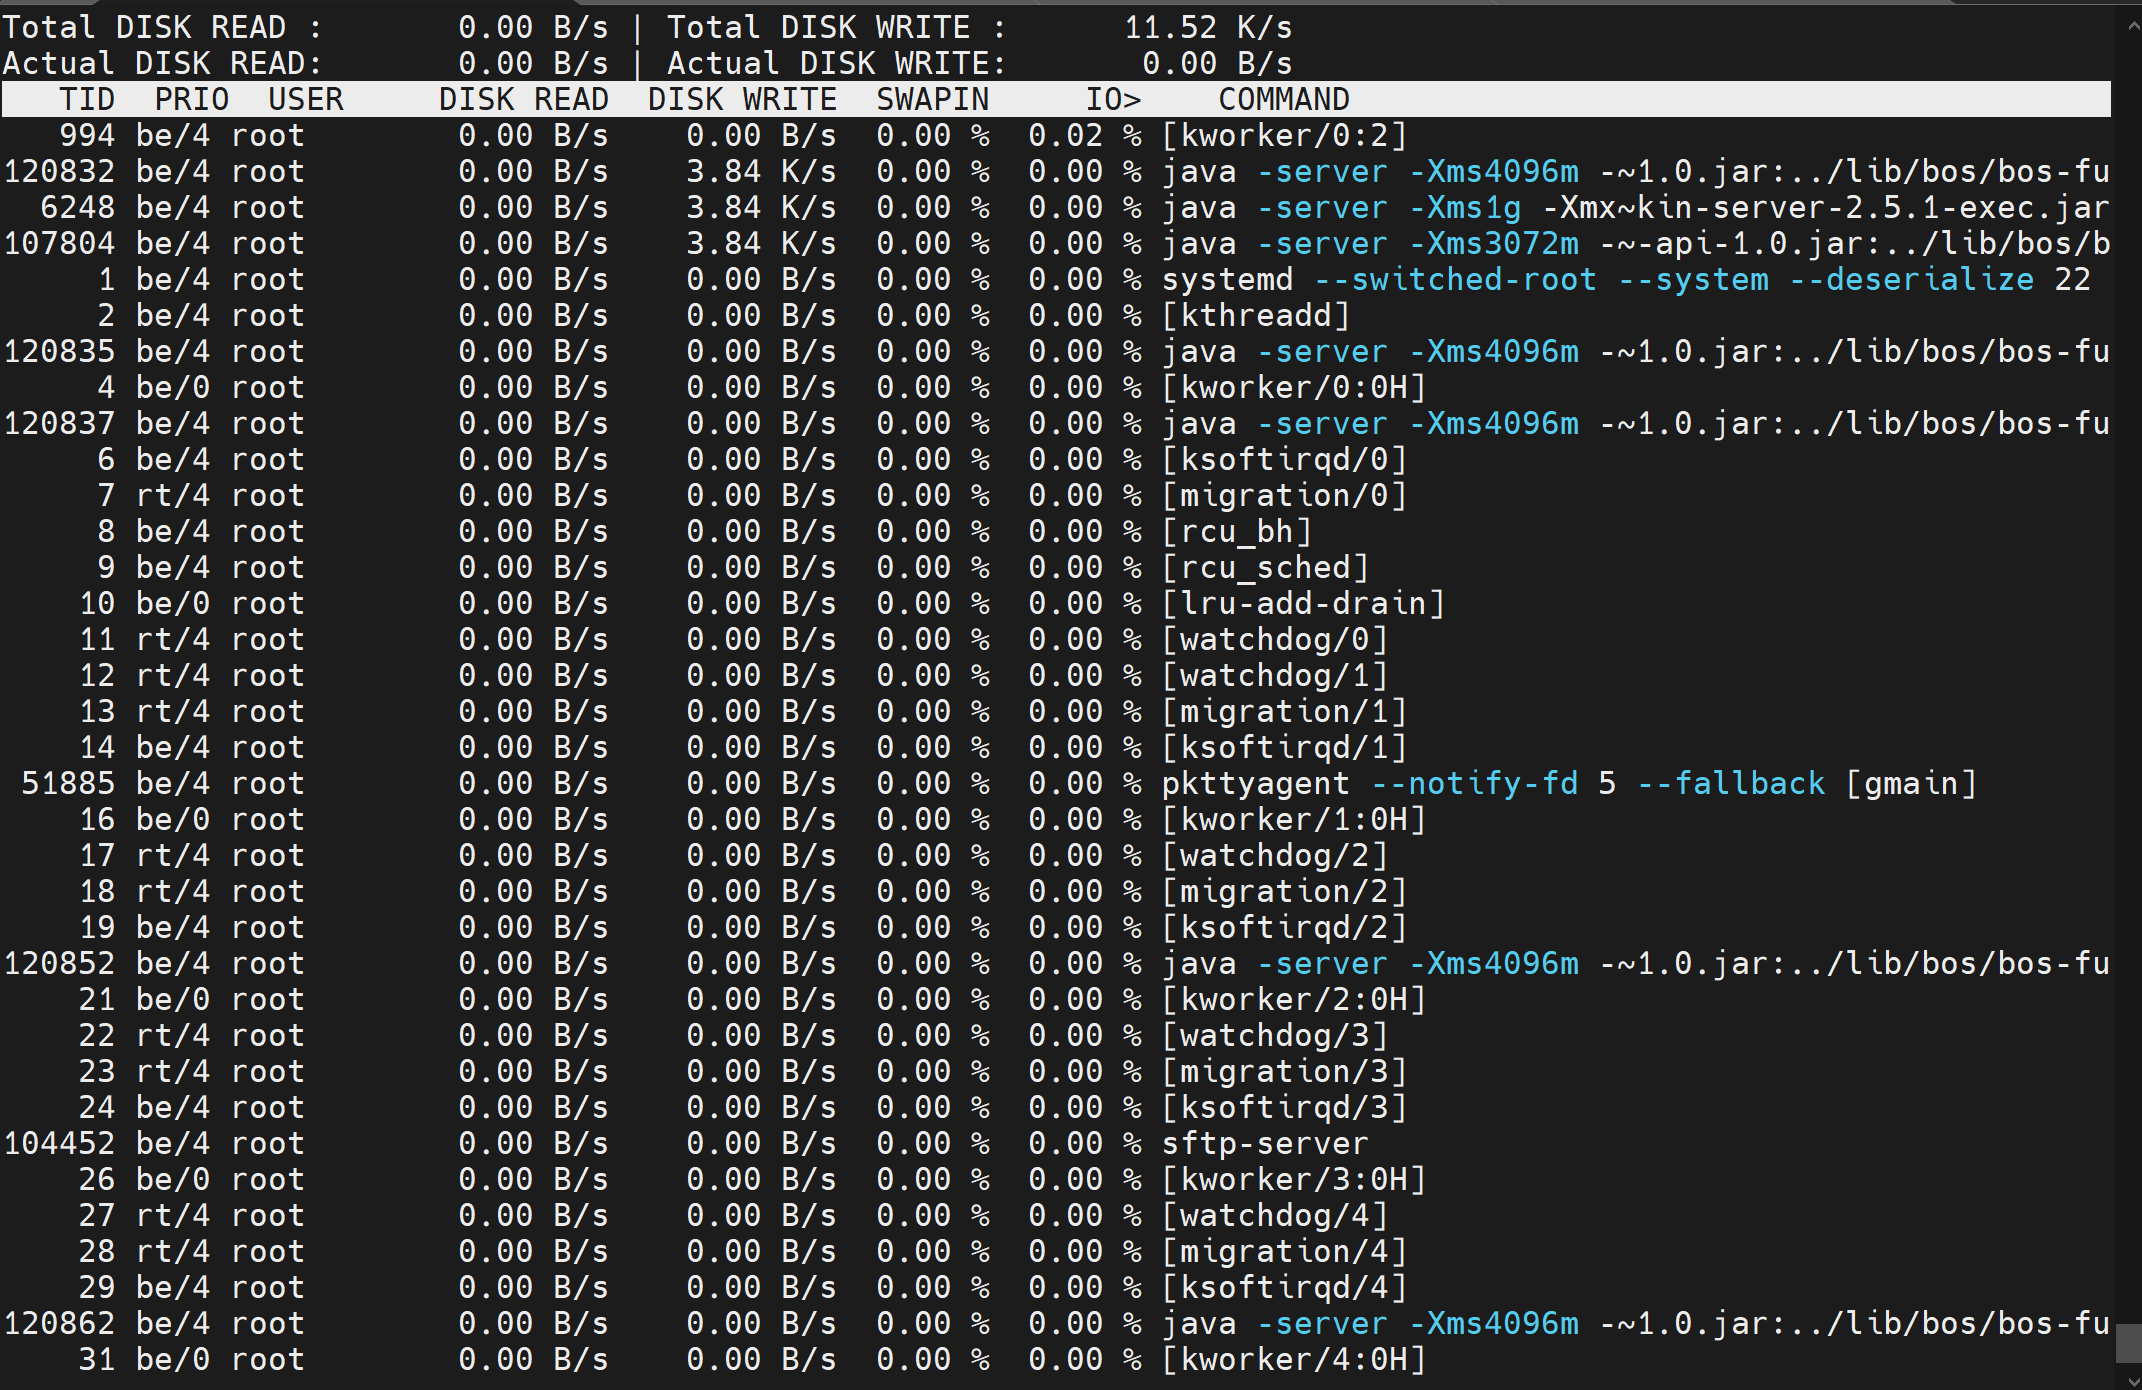 Total DISK READ :       0.00 B/s | Total DISK WRITE :      11.52 K/s
Actual DISK READ:       0.00 B/s | Actual DISK WRITE:       0.00 B/s
   TID  PRIO  USER     DISK READ  DISK WRITE  SWAPIN     IO>    COMMAND
   994 be/4 root        0.00 B/s    0.00 B/s  0.00 %  0.02 % [kworker/0:2]
120832 be/4 root        0.00 B/s    3.84 K/s  0.00 %  0.00 % java -server -Xms4096m -~1.0.jar:../lib/bos/bos-fu
  6248 be/4 root        0.00 B/s    3.84 K/s  0.00 %  0.00 % java -server -Xms1g -Xmx~kin-server-2.5.1-exec.jar
107804 be/4 root        0.00 B/s    3.84 K/s  0.00 %  0.00 % java -server -Xms3072m -~-api-1.0.jar:../lib/bos/b
     1 be/4 root        0.00 B/s    0.00 B/s  0.00 %  0.00 % systemd --switched-root --system --deserialize 22
     2 be/4 root        0.00 B/s    0.00 B/s  0.00 %  0.00 % [kthreadd]
120835 be/4 root        0.00 B/s    0.00 B/s  0.00 %  0.00 % java -server -Xms4096m -~1.0.jar:../lib/bos/bos-fu
     4 be/0 root        0.00 B/s    0.00 B/s  0.00 %  0.00 % [kworker/0:0H]
120837 be/4 root        0.00 B/s    0.00 B/s  0.00 %  0.00 % java -server -Xms4096m -~1.0.jar:../lib/bos/bos-fu
     6 be/4 root        0.00 B/s    0.00 B/s  0.00 %  0.00 % [ksoftirqd/0]
     7 rt/4 root        0.00 B/s    0.00 B/s  0.00 %  0.00 % [migration/0]
     8 be/4 root        0.00 B/s    0.00 B/s  0.00 %  0.00 % [rcu_bh]
     9 be/4 root        0.00 B/s    0.00 B/s  0.00 %  0.00 % [rcu_sched]
    10 be/0 root        0.00 B/s    0.00 B/s  0.00 %  0.00 % [lru-add-drain]
    11 rt/4 root        0.00 B/s    0.00 B/s  0.00 %  0.00 % [watchdog/0]
    12 rt/4 root        0.00 B/s    0.00 B/s  0.00 %  0.00 % [watchdog/1]
    13 rt/4 root        0.00 B/s    0.00 B/s  0.00 %  0.00 % [migration/1]
    14 be/4 root        0.00 B/s    0.00 B/s  0.00 %  0.00 % [ksoftirqd/1]
 51885 be/4 root        0.00 B/s    0.00 B/s  0.00 %  0.00 % pkttyagent --notify-fd 5 --fallback [gmain]
    16 be/0 root        0.00 B/s    0.00 B/s  0.00 %  0.00 % [kworker/1:0H]
    17 rt/4 root        0.00 B/s    0.00 B/s  0.00 %  0.00 % [watchdog/2]
    18 rt/4 root        0.00 B/s    0.00 B/s  0.00 %  0.00 % [migration/2]
    19 be/4 root        0.00 B/s    0.00 B/s  0.00 %  0.00 % [ksoftirqd/2]
120852 be/4 root        0.00 B/s    0.00 B/s  0.00 %  0.00 % java -server -Xms4096m -~1.0.jar:../lib/bos/bos-fu
    21 be/0 root        0.00 B/s    0.00 B/s  0.00 %  0.00 % [kworker/2:0H]
    22 rt/4 root        0.00 B/s    0.00 B/s  0.00 %  0.00 % [watchdog/3]
    23 rt/4 root        0.00 B/s    0.00 B/s  0.00 %  0.00 % [migration/3]
    24 be/4 root        0.00 B/s    0.00 B/s  0.00 %  0.00 % [ksoftirqd/3]
104452 be/4 root        0.00 B/s    0.00 B/s  0.00 %  0.00 % sftp-server
    26 be/0 root        0.00 B/s    0.00 B/s  0.00 %  0.00 % [kworker/3:0H]
    27 rt/4 root        0.00 B/s    0.00 B/s  0.00 %  0.00 % [watchdog/4]
    28 rt/4 root        0.00 B/s    0.00 B/s  0.00 %  0.00 % [migration/4]
    29 be/4 root        0.00 B/s    0.00 B/s  0.00 %  0.00 % [ksoftirqd/4]
120862 be/4 root        0.00 B/s    0.00 B/s  0.00 %  0.00 % java -server -Xms4096m -~1.0.jar:../lib/bos/bos-fu
    31 be/0 root        0.00 B/s    0.00 B/s  0.00 %  0.00 % [kworker/4:0H]